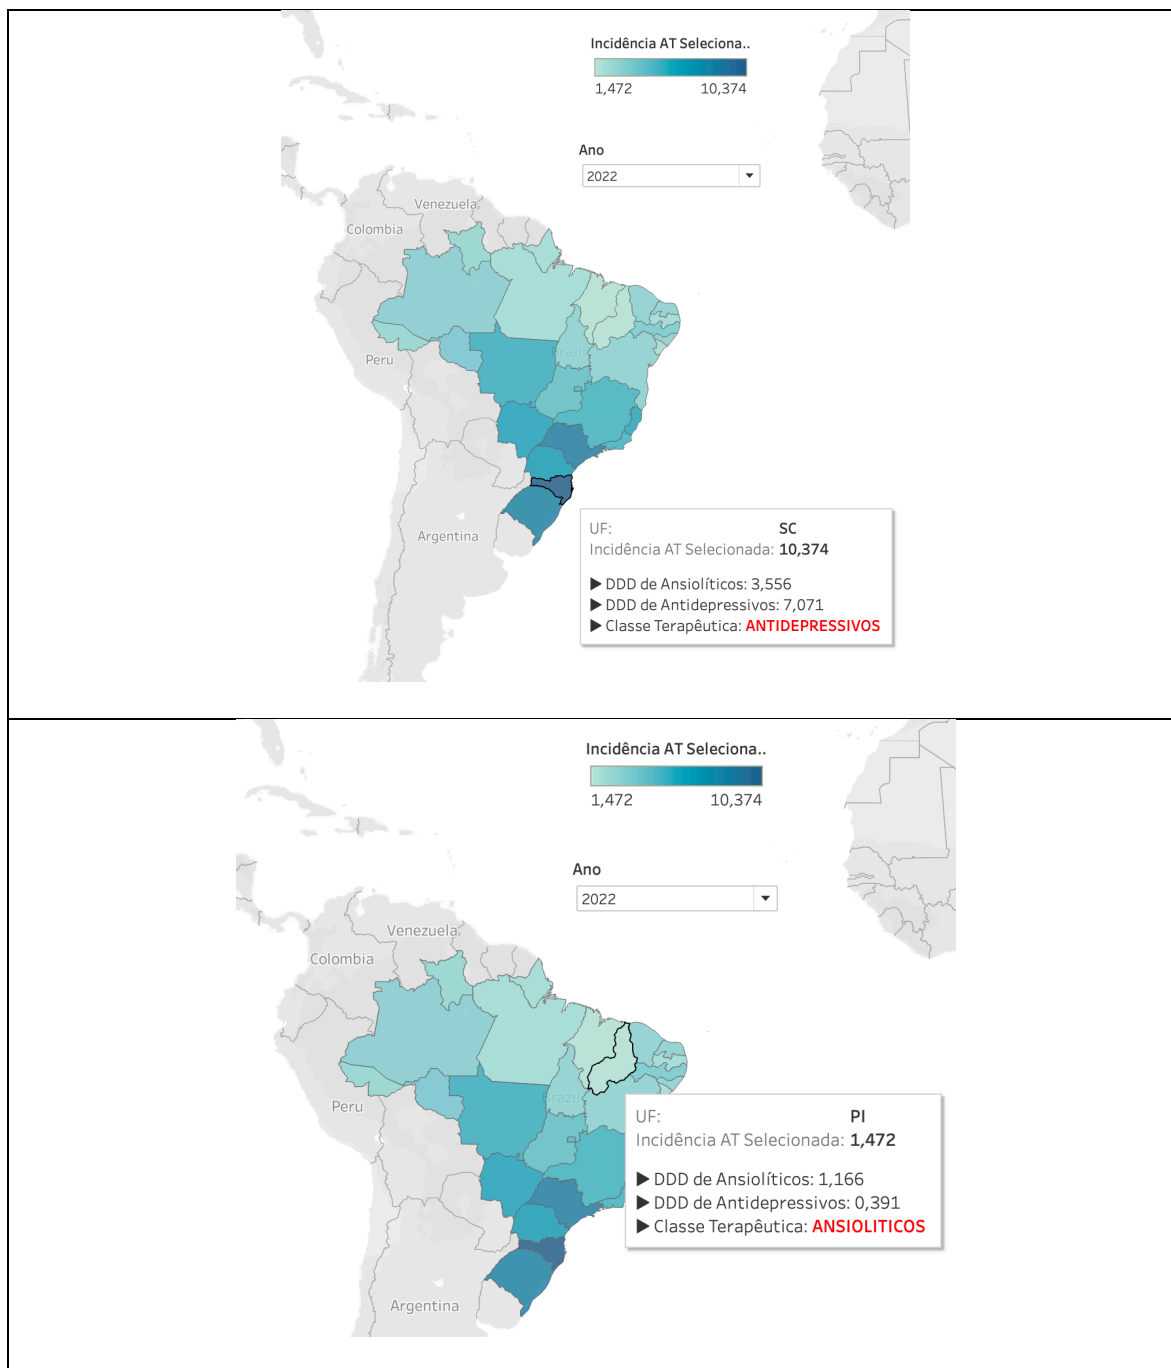 Incidência AT Seleciona..
1,472 10,374
Ano
2022
Venezuela
Colombia
Brazil
Peru
Argentina
UF: SC
Incidência AT Selecionada: 10,374
▶ DDD de Ansiolíticos: 3,556
▶ DDD de Antidepressivos: 7,071
▶ Classe Terapêutica: ANTIDEPRESSIVOS
Incidência AT Seleciona..
1,472 10,374
Ano
2022
Venezuela
Colombia
Brazil
Peru
Argentina
UF: PI
Incidência AT Selecionada: 1,472
▶ DDD de Ansiolíticos: 1,166
▶ DDD de Antidepressivos: 0,391
▶ Classe Terapêutica: ANSIOLITICOS